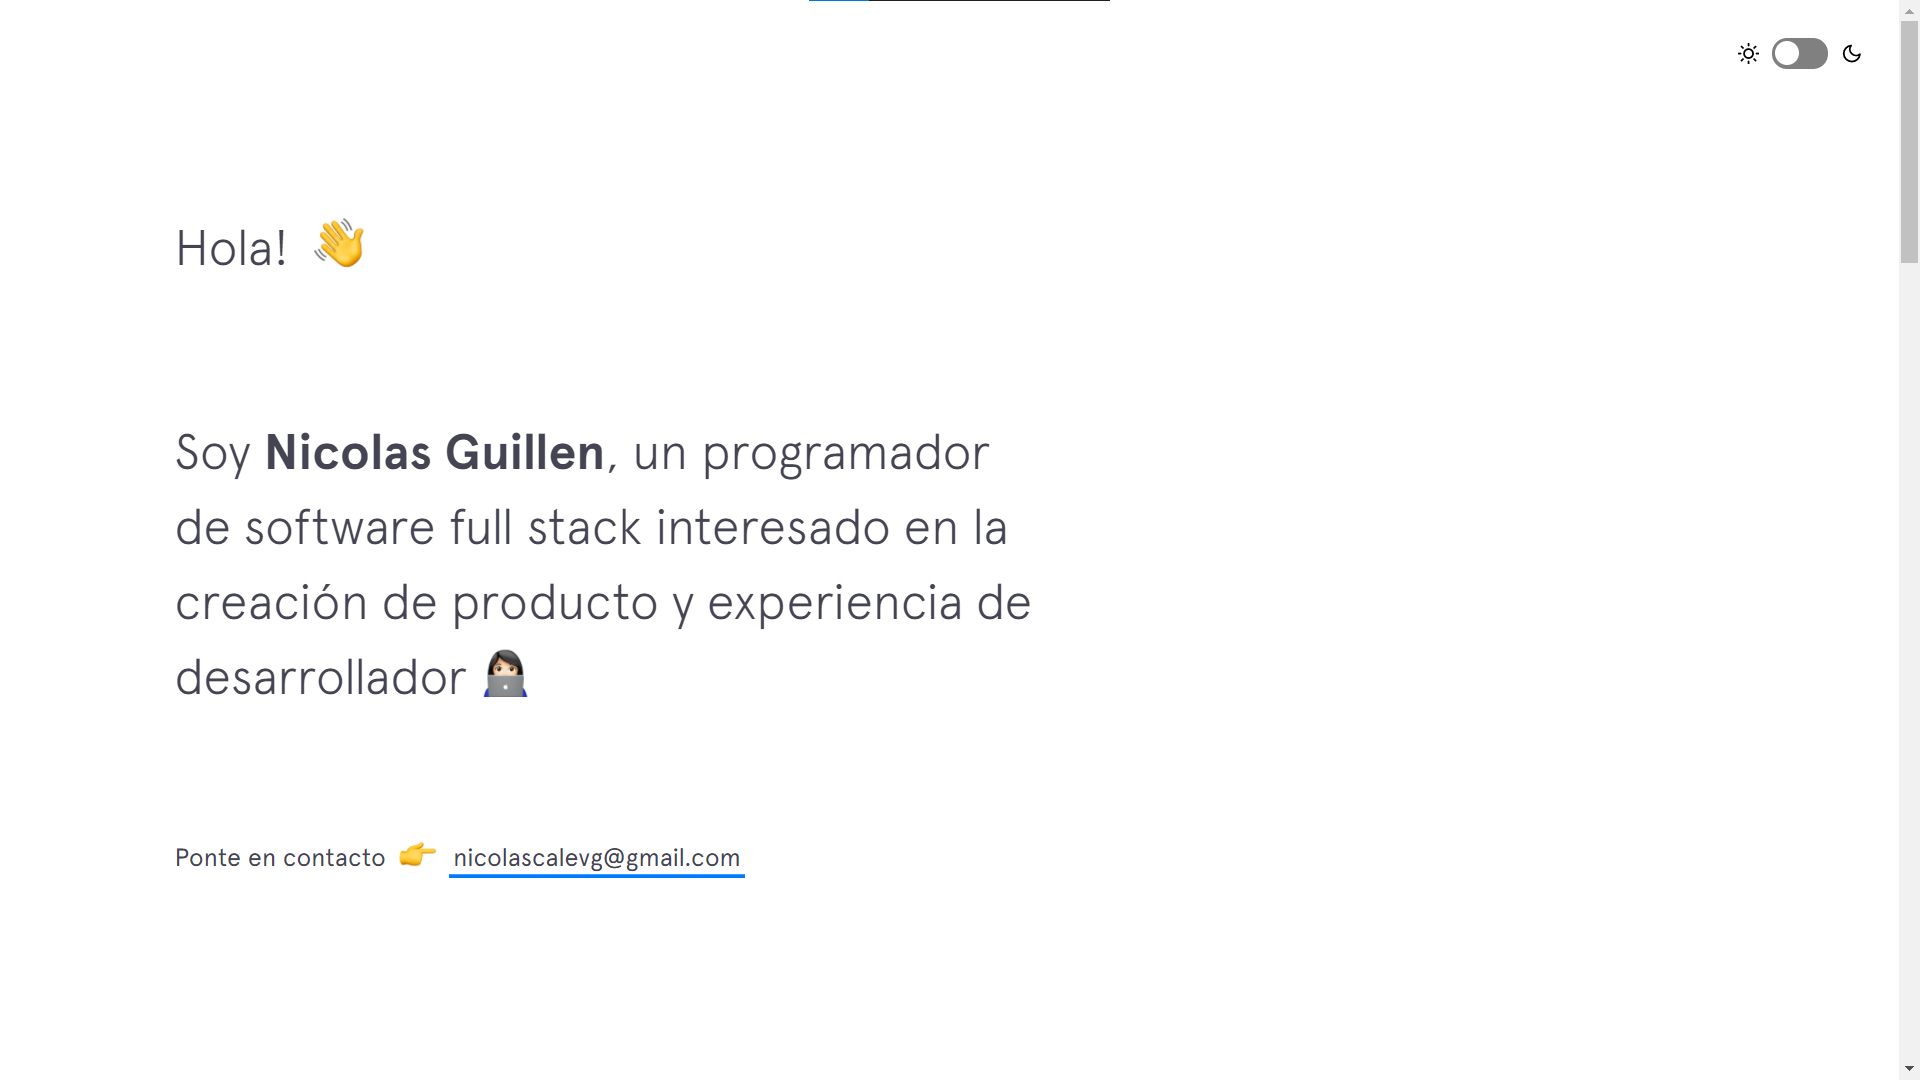 Hola! 👋
Soy Nicolas Guillen, un programador
de software full stack interesado en la
creación de producto y experiencia de
desarrollador 👩🏻‍💻
Ponte en contacto 👉 nicolascalevg@gmail.com